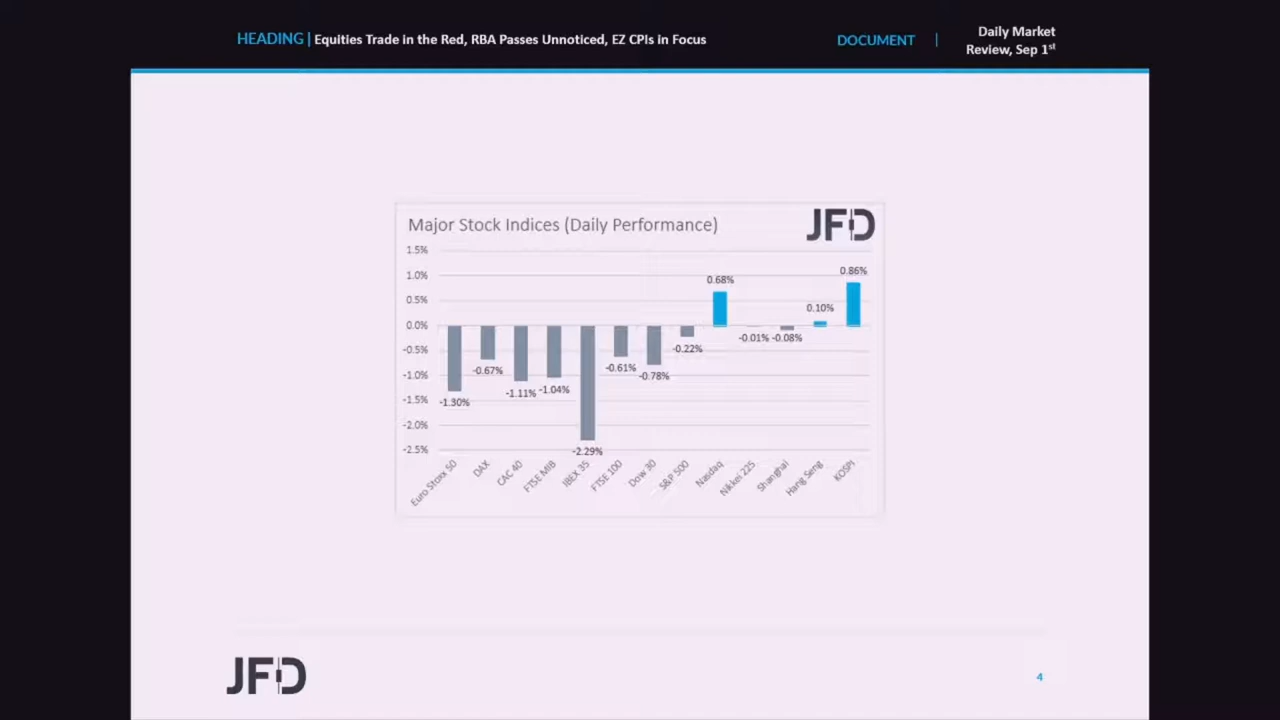 HEADING | Equities Trade in the Red, RBA Passes Unnoticed, EZ CPIs in Focus
DOCUMENT | Daily Market
Review, Sep 1st
Major Stock Indices (Daily Performance)
JFD
1.5%
1.0%
0.5%
0.0%
-0.5%
-1.0%
-1.5%
-2.0%
-2.5%
-1.30%
-0.67%
-1.11%
-1.04%
-2.29%
-0.61%
-0.78%
-0.22%
0.68%
-0.01%
-0.08%
0.10%
0.86%
Euro Stoxx 50
DAX
CAC 40
FTSE MIB
IBEX 35
FTSE 100
Dow 30
S&P 500
Nasdaq
Nikkei 225
Shanghai
Hang Seng
KOSPI
JFD
4